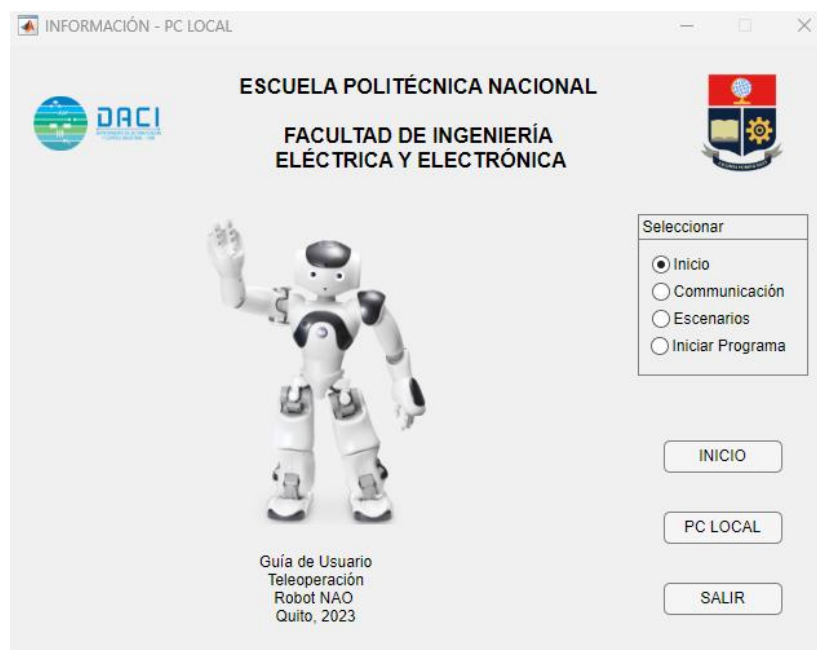 INFORMACIÓN - PC LOCAL
ESCUELA POLITÉCNICA NACIONAL
DACI
FACULTAD DE INGENIERÍA
ELÉCTRICA Y ELECTRÓNICA
Seleccionar
Inicio
Communicación
Escenarios
Iniciar Programa
INICIO
PC LOCAL
SALIR
Guía de Usuario
Teleoperación
Robot NAO
Quito, 2023